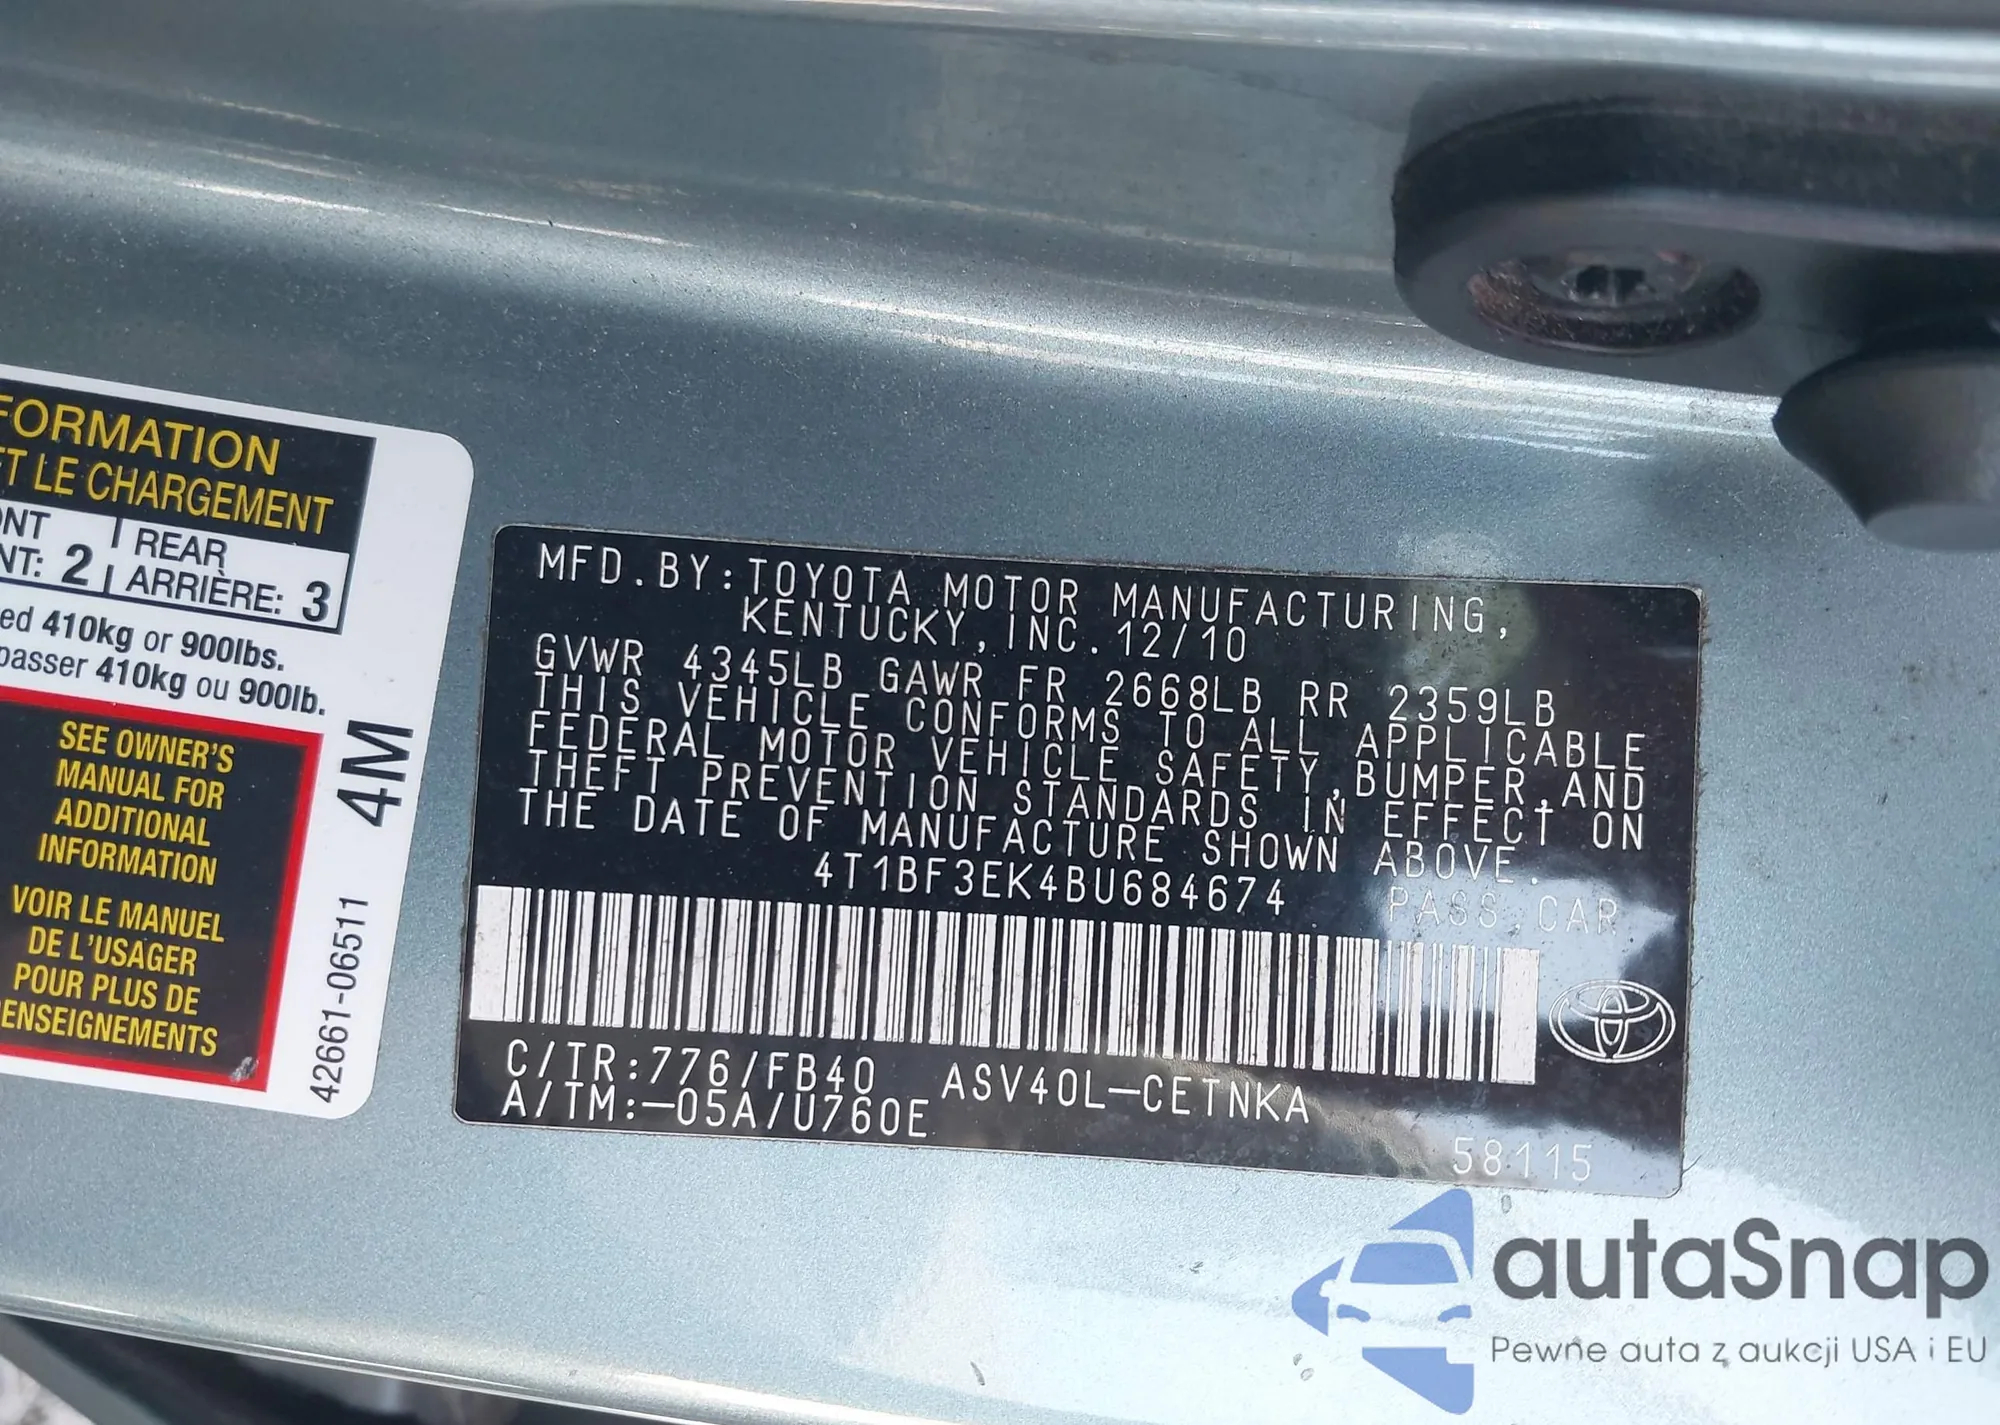 FORMATION
ET LE CHARGEMENT
ONT | REAR
NT: 2 | ARRIÈRE: 3
ed 410kg or 900lbs.
passer 410kg ou 900lb.
SEE OWNER'S
MANUAL FOR
ADDITIONAL
INFORMATION
VOIR LE MANUEL
DE L'USAGER
POUR PLUS DE
ENSEIGNEMENTS
4M
42661-06511
MFD.BY:TOYOTA MOTOR MANUFACTURING,
KENTUCKY,INC.12/10
GVWR 4345LB GAWR FR 2668LB RR 2359LB
THIS VEHICLE CONFORMS TO ALL APPLICABLE
FEDERAL MOTOR VEHICLE SAFETY,BUMPER,AND
THEFT PREVENTION STANDARDS IN EFFECT ON
THE DATE OF MANUFACTURE SHOWN ABOVE.
4T1BF3EK4BU684674 PASS.CAR
C/TR:776/FB40 ASV40L-CETNKA
A/TM:-05A/U760E
58115
autaSnap
Pewne auta z aukcji USA i EU